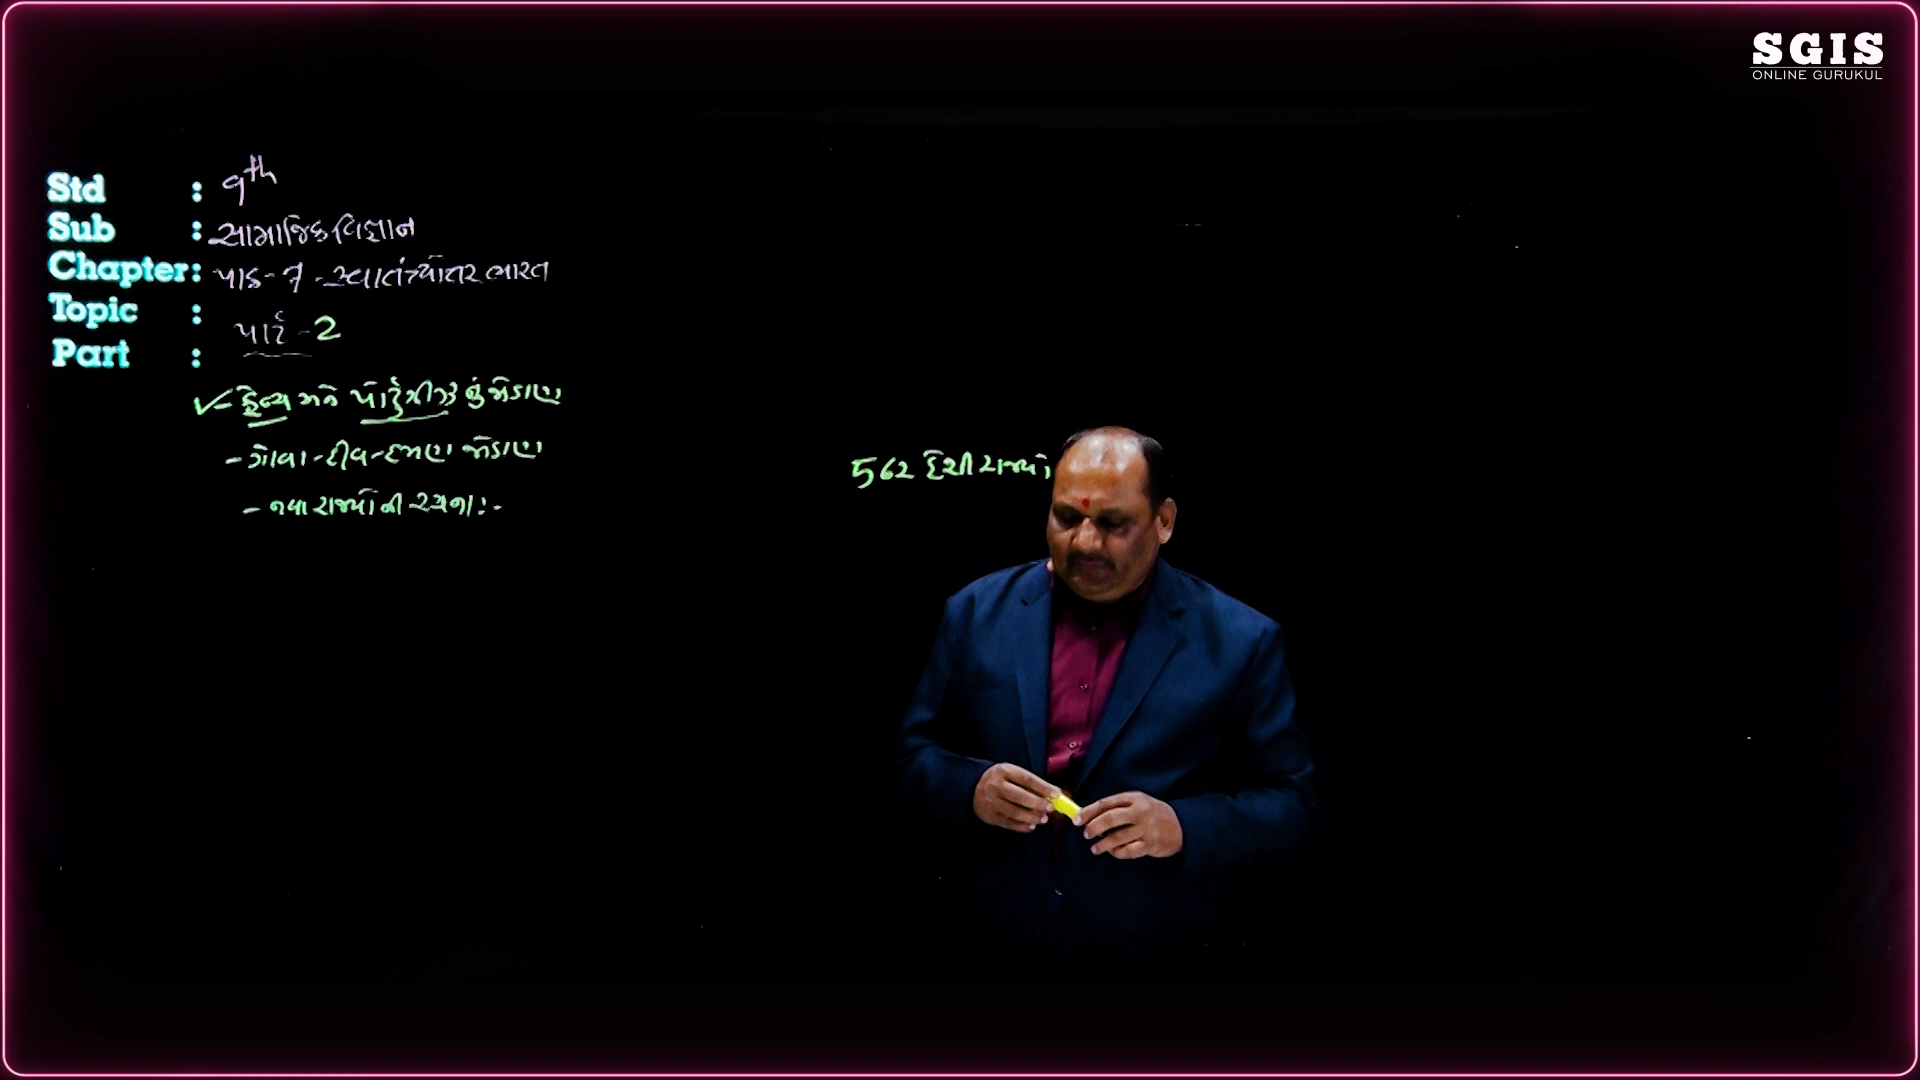 SGIS
ONLINE GURUKUL
Std : 9th
Sub : સામાજિક વિજ્ઞાન
Chapter : પાઠ - 7 - સ્વાતંત્ર્યોત્તર ભારત
Topic :
પાર્ટ - 2
Part :
✓ - ફ્રેન્ચ અને પોર્ટુગીઝ નું જોડાણ
- ગોવા - દીવ - દમણ જોડાણ
562 દેશી રાજ્યો
- નવા રાજ્યો ની રચના : -